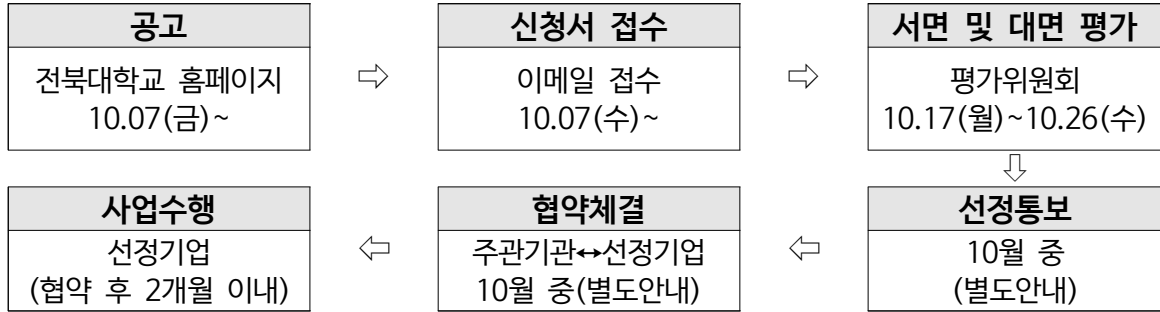 공고
전북대학교 홈페이지
10.07(금)~
⇨
신청서 접수
이메일 접수
10.07(수)~
⇨
서면 및 대면 평가
평가위원회
10.17(월)~10.26(수)
⇩
선정통보
10월 중
(별도안내)
⇦
협약체결
주관기관↔선정기업
10월 중(별도안내)
⇦
사업수행
선정기업
(협약 후 2개월 이내)